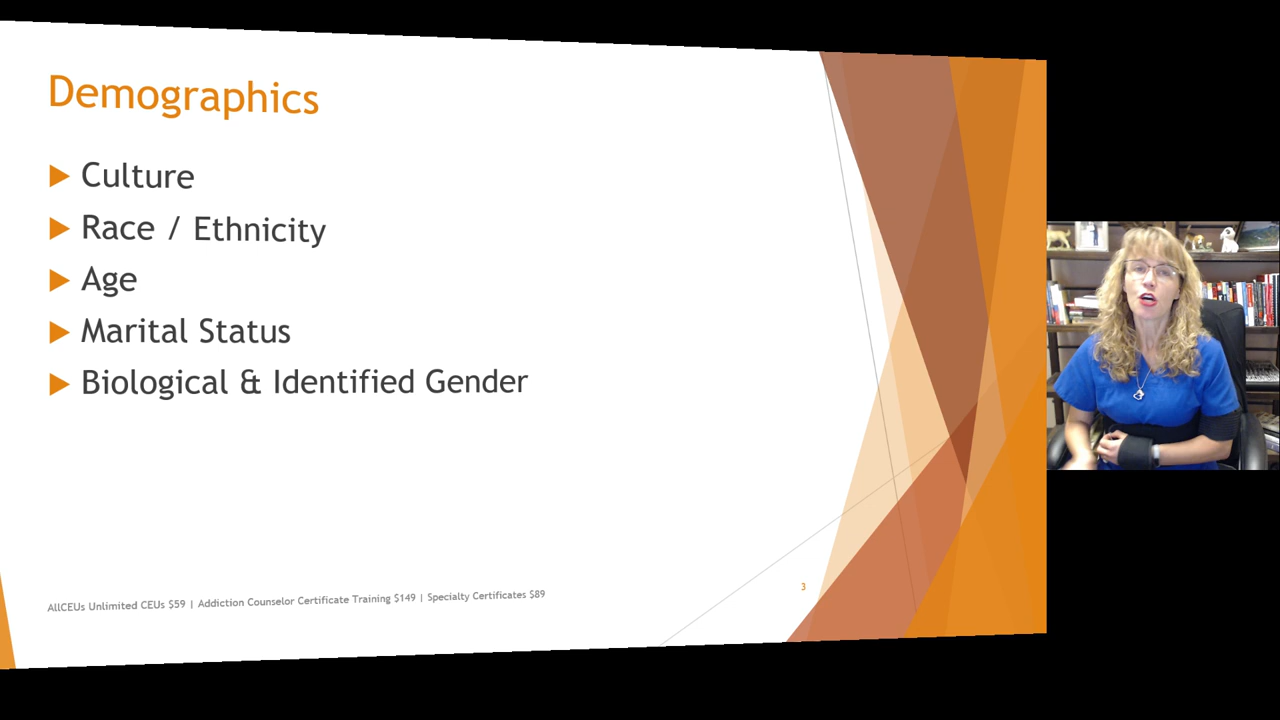 Demographics
Culture
Race / Ethnicity
Age
Marital Status
Biological & Identified Gender
AllCEUs Unlimited CEUs $59 | Addiction Counselor Certificate Training $149 | Specialty Certificates $89
3